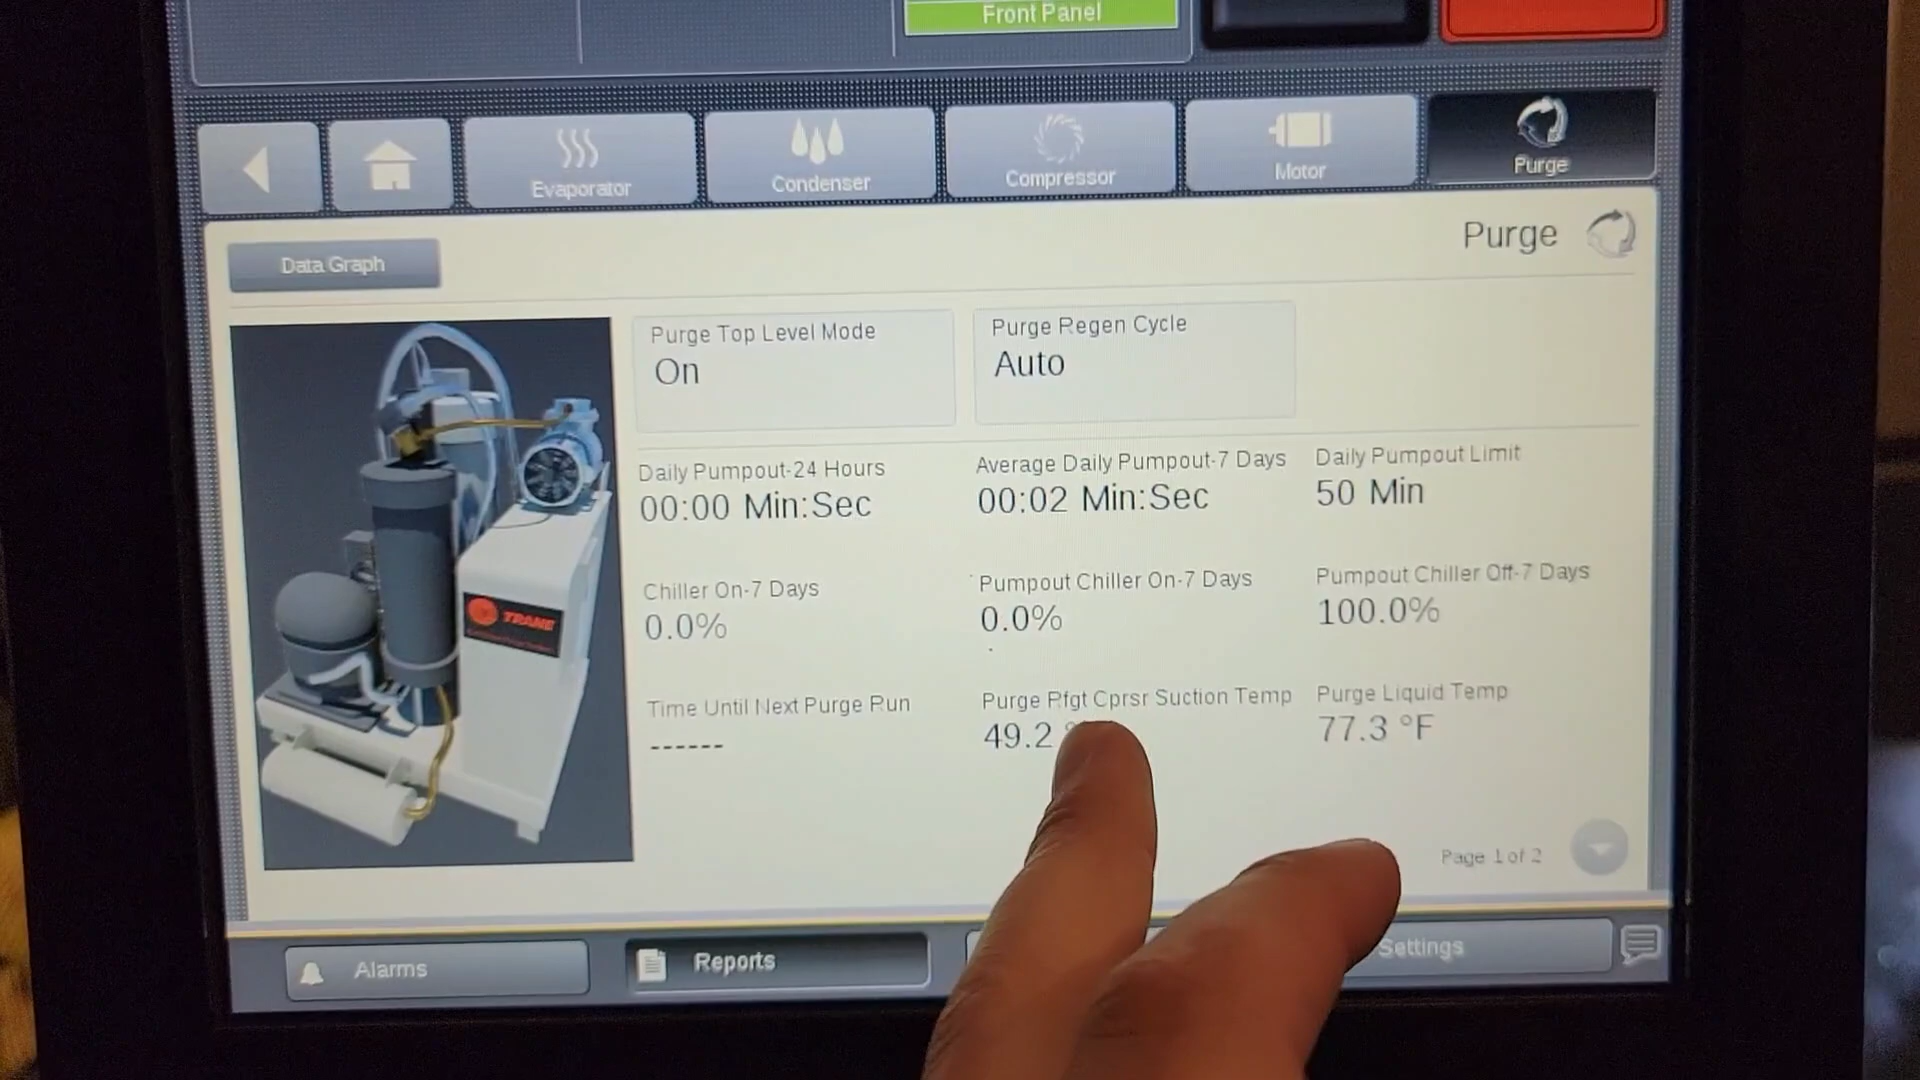 Front Panel
Evaporator
Condenser
Compressor
Motor
Purge
Data Graph
Purge
Purge Top Level Mode
On
Purge Regen Cycle
Auto
Daily Pumpout-24 Hours
00:00 Min:Sec
Average Daily Pumpout-7 Days
00:02 Min:Sec
Daily Pumpout Limit
50 Min
Chiller On-7 Days
0.0%
Pumpout Chiller On-7 Days
0.0%
Pumpout Chiller Off-7 Days
100.0%
Time Until Next Purge Run
------
Purge Rfgt Cprsr Suction Temp
49.2 °
Purge Liquid Temp
77.3 °F
TRANE
Page 1 of 2
Alarms
Reports
Settings